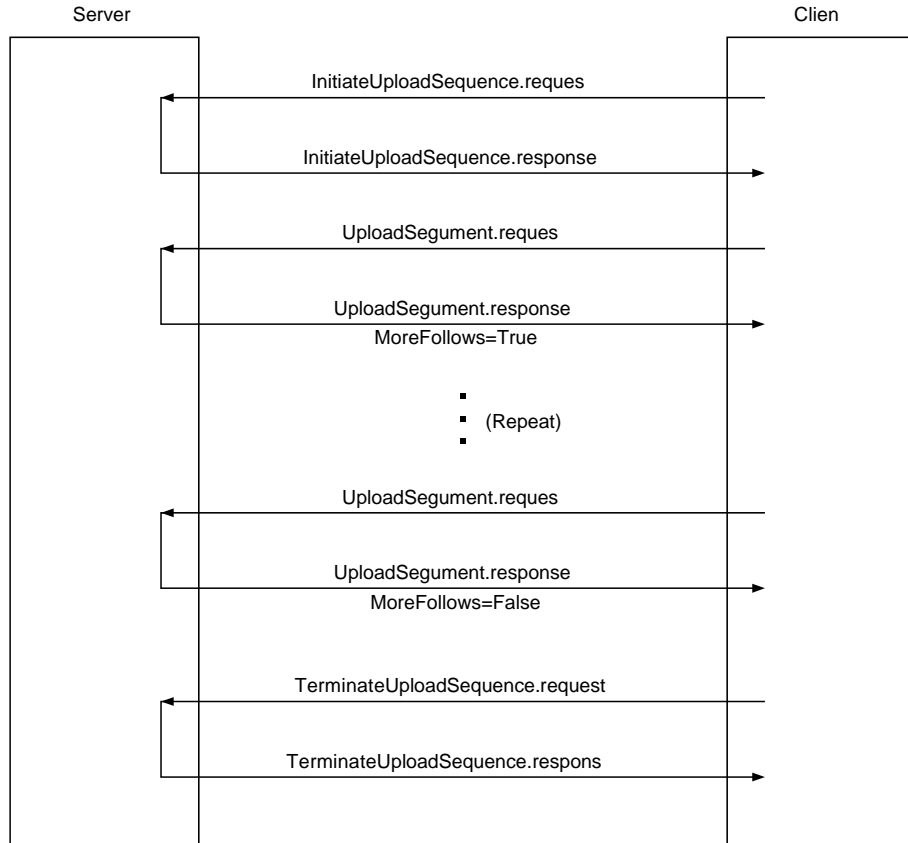 Server
Clien
InitiateUploadSequence.reques
InitiateUploadSequence.response
UploadSegument.reques
UploadSegument.response
MoreFollows=True
(Repeat)
UploadSegument.reques
UploadSegument.response
MoreFollows=False
TerminateUploadSequence.request
TerminateUploadSequence.respons